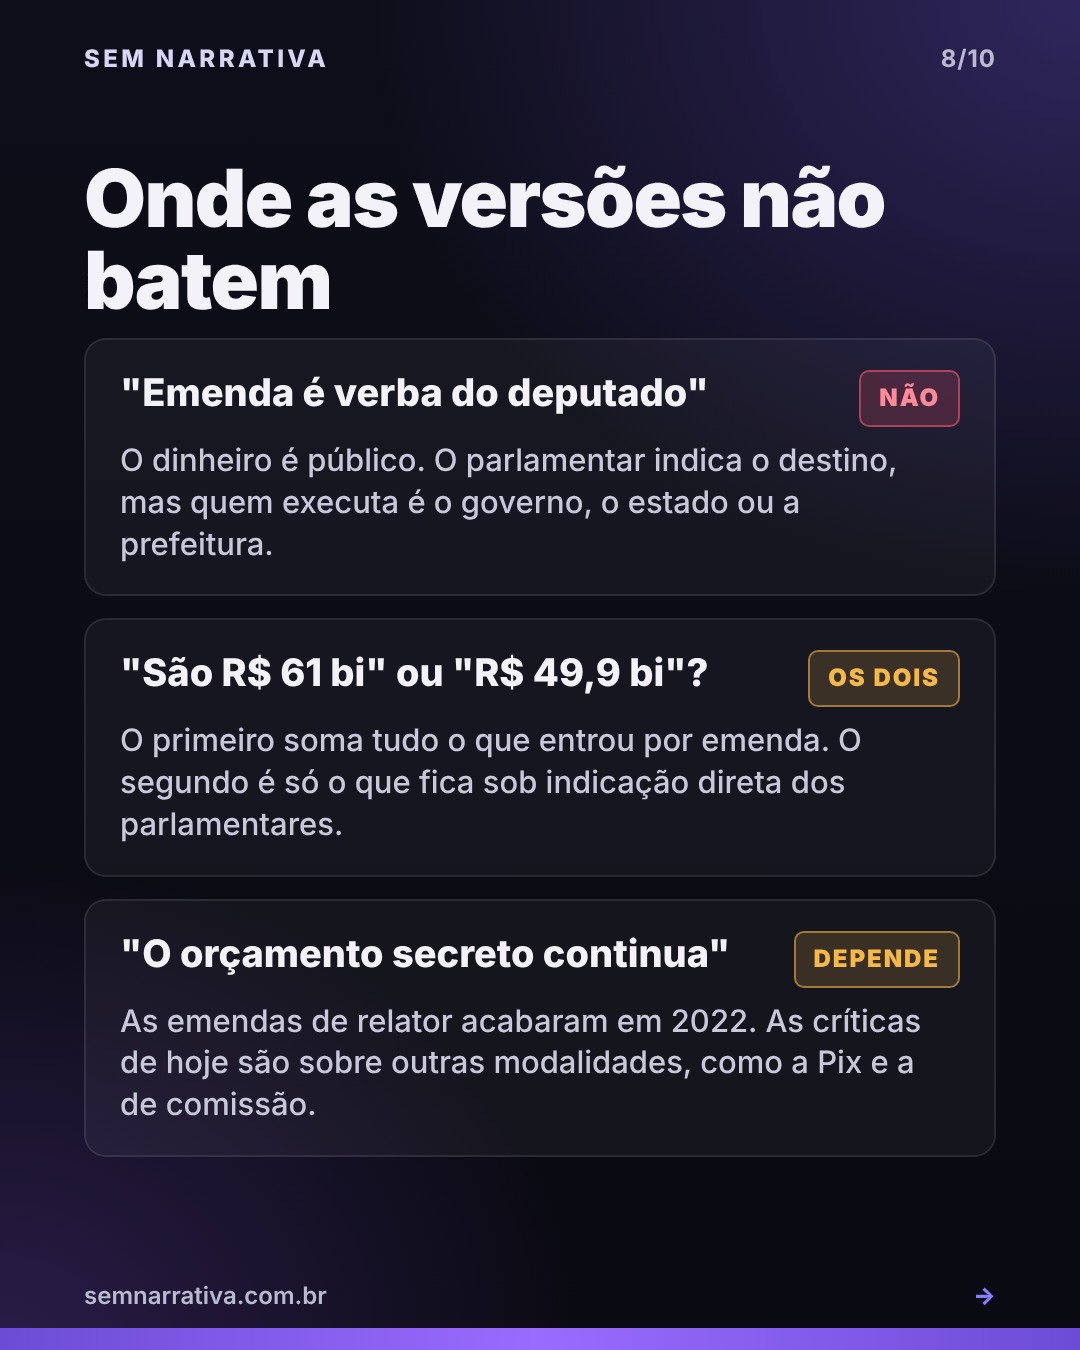 SEM NARRATIVA
8/10
Onde as versões não
batem
"Emenda é verba do deputado"
NÃO
O dinheiro é público. O parlamentar indica o destino,
mas quem executa é o governo, o estado ou a
prefeitura.
"São R$ 61 bi" ou "R$ 49,9 bi"?
OS DOIS
O primeiro soma tudo o que entrou por emenda. O
segundo é só o que fica sob indicação direta dos
parlamentares.
"O orçamento secreto continua"
DEPENDE
As emendas de relator acabaram em 2022. As críticas
de hoje são sobre outras modalidades, como a Pix e a
de comissão.
semnarrativa.com.br
→